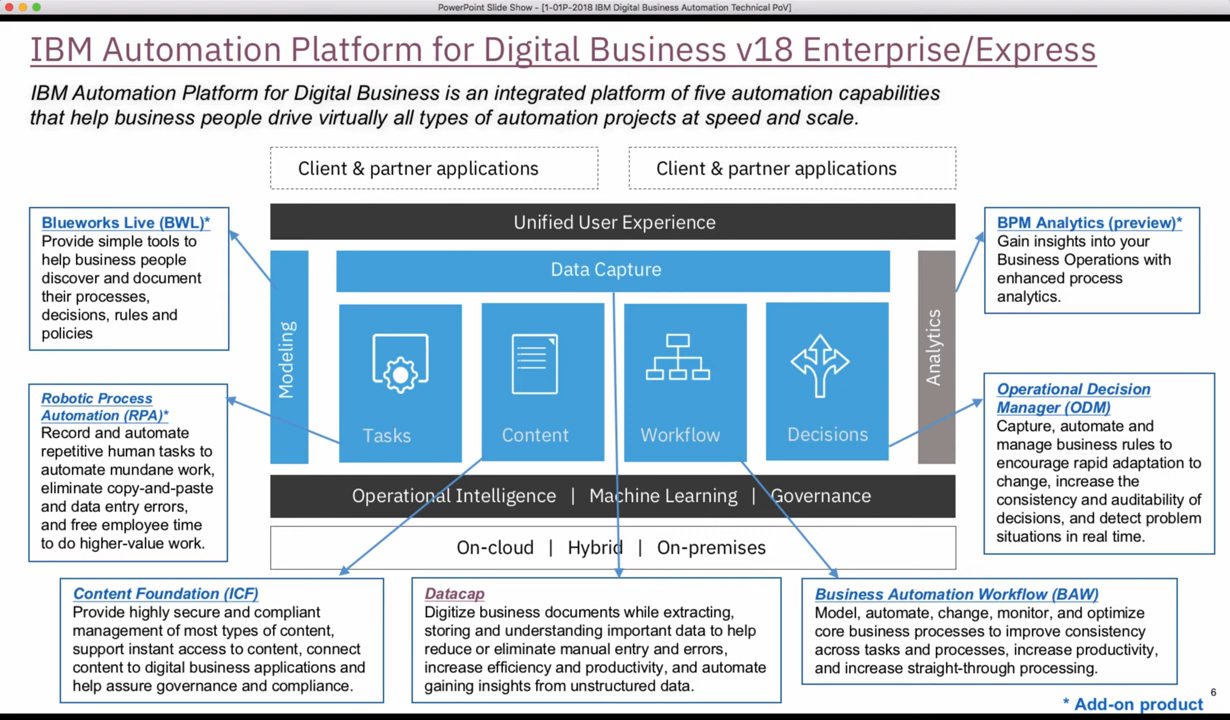 PowerPoint Slide Show - [1-01P-2018 IBM Digital Business Automation Technical PoV]
IBM Automation Platform for Digital Business v18 Enterprise/Express
IBM Automation Platform for Digital Business is an integrated platform of five automation capabilities
that help business people drive virtually all types of automation projects at speed and scale.
Client & partner applications
Client & partner applications
Unified User Experience
Blueworks Live (BWL)*
Provide simple tools to
help business people
discover and document
their processes,
decisions, rules and
policies
Robotic Process
Automation (RPA)*
Record and automate
repetitive human tasks to
automate mundane work,
eliminate copy-and-paste
and data entry errors,
and free employee time
to do higher-value work.
Modeling
Data Capture
Tasks
Content
Workflow
Decisions
Analytics
Operational Intelligence | Machine Learning | Governance
On-cloud | Hybrid | On-premises
BPM Analytics (preview)*
Gain insights into your
Business Operations with
enhanced process
analytics.
Operational Decision
Manager (ODM)
Capture, automate and
manage business rules to
encourage rapid adaptation to
change, increase the
consistency and auditability of
decisions, and detect problem
situations in real time.
Content Foundation (ICF)
Provide highly secure and compliant
management of most types of content,
support instant access to content, connect
content to digital business applications and
help assure governance and compliance.
Datacap
Digitize business documents while extracting,
storing and understanding important data to help
reduce or eliminate manual entry and errors,
increase efficiency and productivity, and automate
gaining insights from unstructured data.
Business Automation Workflow (BAW)
Model, automate, change, monitor, and optimize
core business processes to improve consistency
across tasks and processes, increase productivity,
and increase straight-through processing.
6
* Add-on product